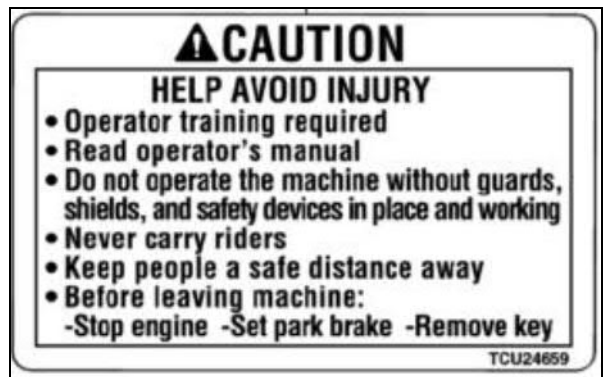 ⚠CAUTION
HELP AVOID INJURY
• Operator training required
• Read operator's manual
• Do not operate the machine without guards,
shields, and safety devices in place and working
• Never carry riders
• Keep people a safe distance away
• Before leaving machine:
-Stop engine -Set park brake -Remove key
TCU24659